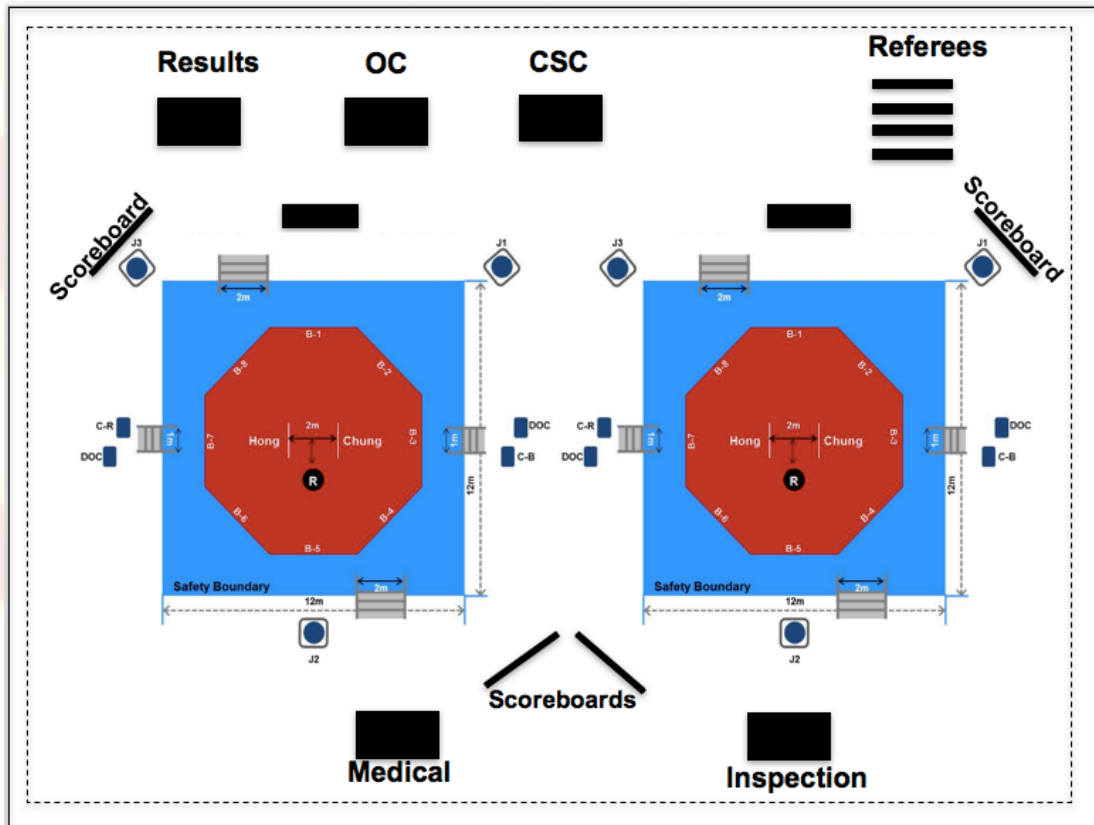 Results
OC
CSC
Referees
Scoreboard
Scoreboard
J3
J1
J3
J1
2m
2m
B-1
B-8
B-2
B-7
B-3
B-6
B-4
B-5
Hong
2m
Chung
R
C-R
DOC
1m
1m
DOC
C-B
12m
Safety Boundary
2m
12m
J2
B-1
B-8
B-2
B-7
B-3
B-6
B-4
B-5
Hong
2m
Chung
R
C-R
DOC
1m
1m
DOC
C-B
12m
Safety Boundary
2m
12m
J2
Scoreboards
Medical
Inspection